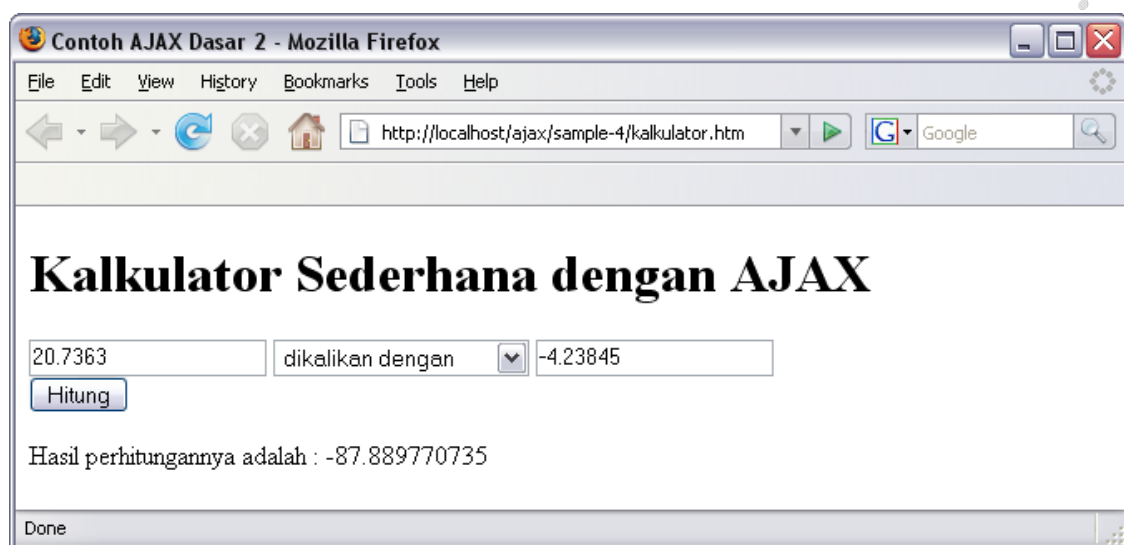 Contoh AJAX Dasar 2 - Mozilla Firefox
File Edit View History Bookmarks Tools Help
http://localhost/ajax/sample-4/kalkulator.htm G Google
Kalkulator Sederhana dengan AJAX
20.7363 dikalikan dengan -4.23845
Hitung
Hasil perhitungannya adalah : -87.889770735
Done